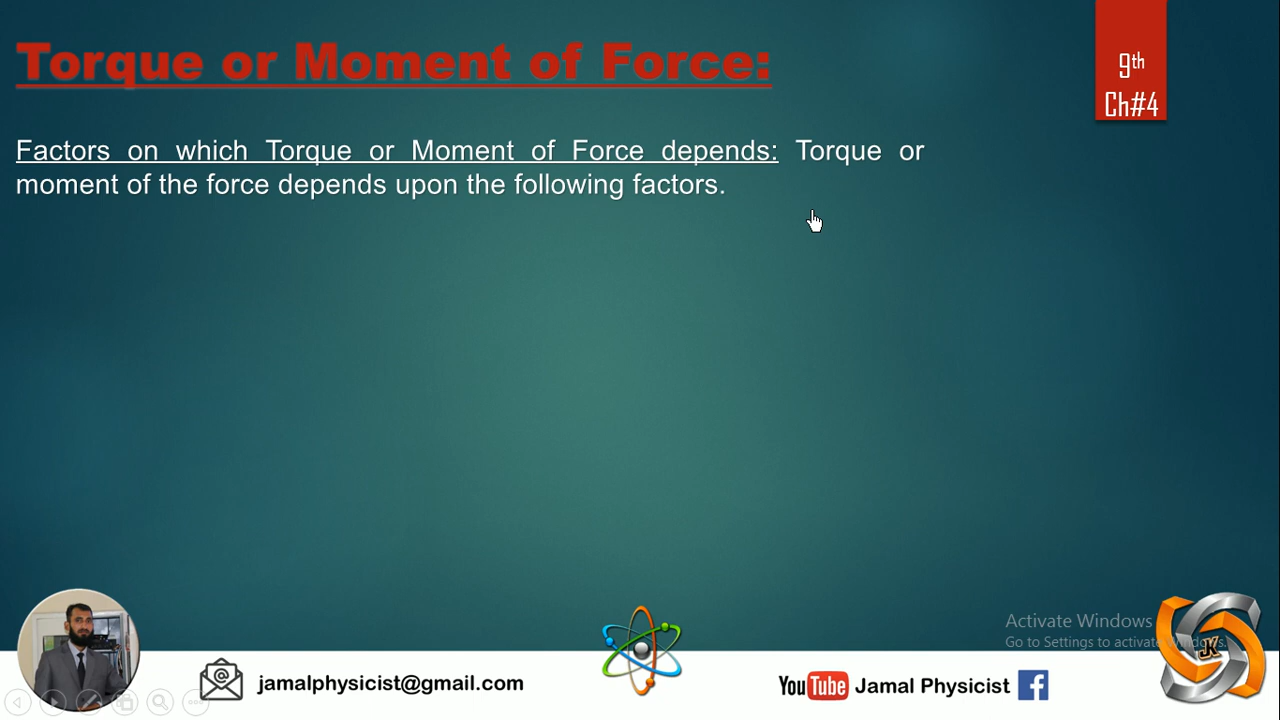 Torque or Moment of Force:
9th
Ch#4
Factors on which Torque or Moment of Force depends: Torque or
moment of the force depends upon the following factors.
Activate Windows
Go to Settings to activate Windows.
JK
jamalphysicist@gmail.com
YouTube Jamal Physicist